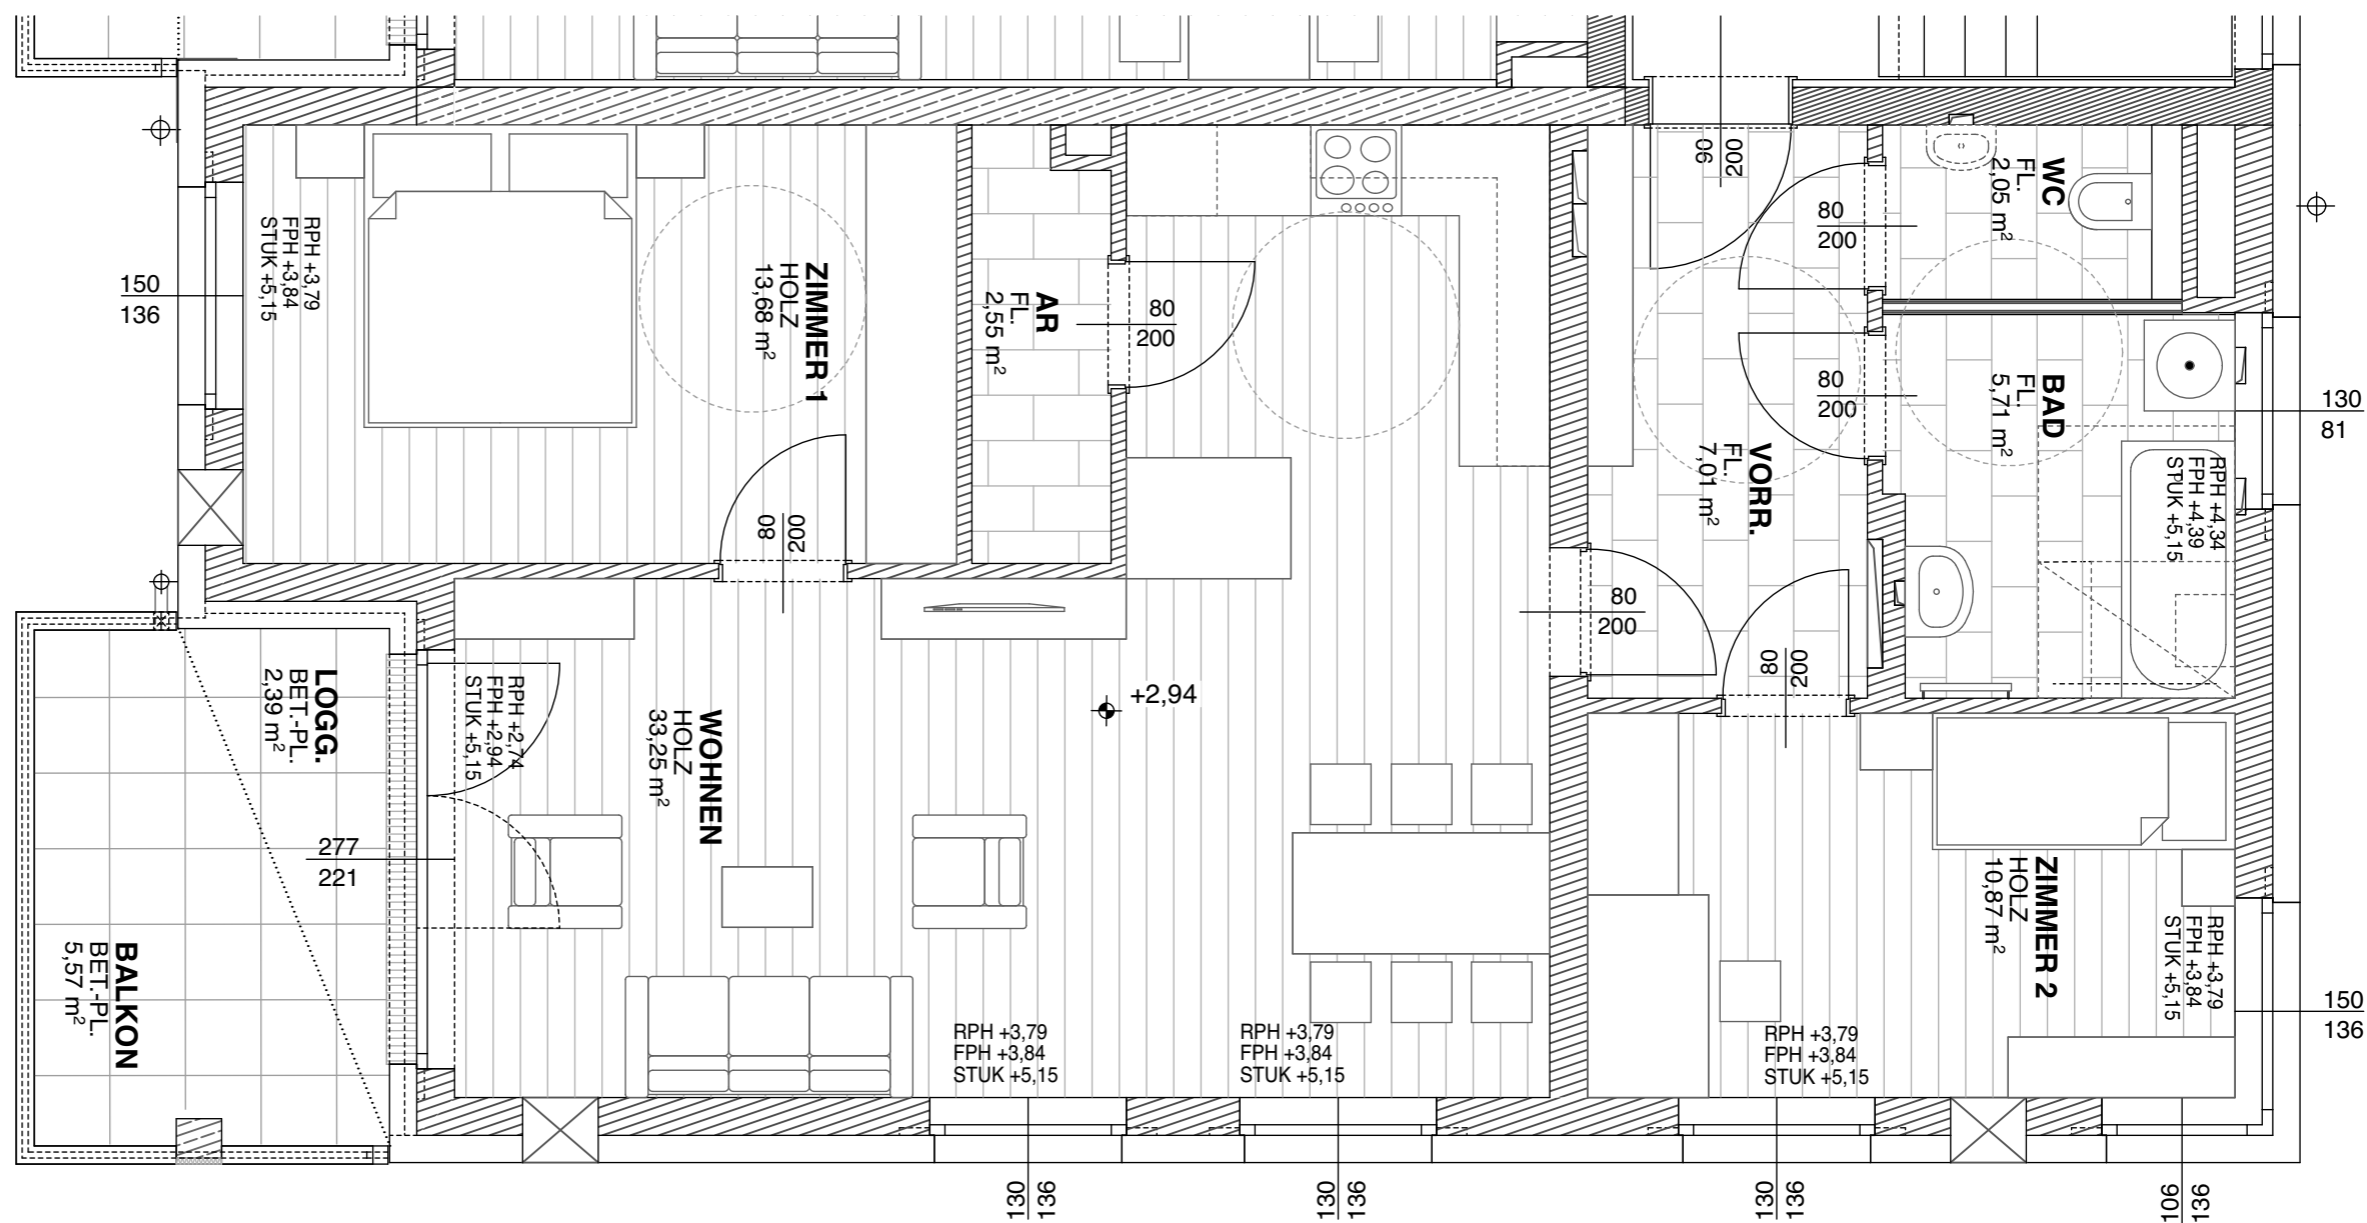 ZIMMER 1
HOLZ
13,68 m²
RPH +3,79
FPH +3,84
STUK +5,15
150
136
80
200
AR
FL.
2,55 m²
80
200
90
200
WC
FL.
2,05 m²
80
200
BAD
FL.
5,71 m²
80
200
RPH +4,34
FPH +4,39
STPUK +5,15
130
81
VORR.
FL.
7,01 m²
80
200
80
200
LOGG.
BET.-PL.
2,39 m²
RPH +2,74
FPH +2,94
STUK +5,15
277
221
BALKON
BET.-PL.
5,57 m²
WOHNEN
HOLZ
33,25 m²
+2,94
RPH +3,79
FPH +3,84
STUK +5,15
RPH +3,79
FPH +3,84
STUK +5,15
ZIMMER 2
HOLZ
10,87 m²
RPH +3,79
FPH +3,84
STUK +5,15
RPH +3,79
FPH +3,84
STUK +5,15
150
136
130
136
130
136
130
136
106
136